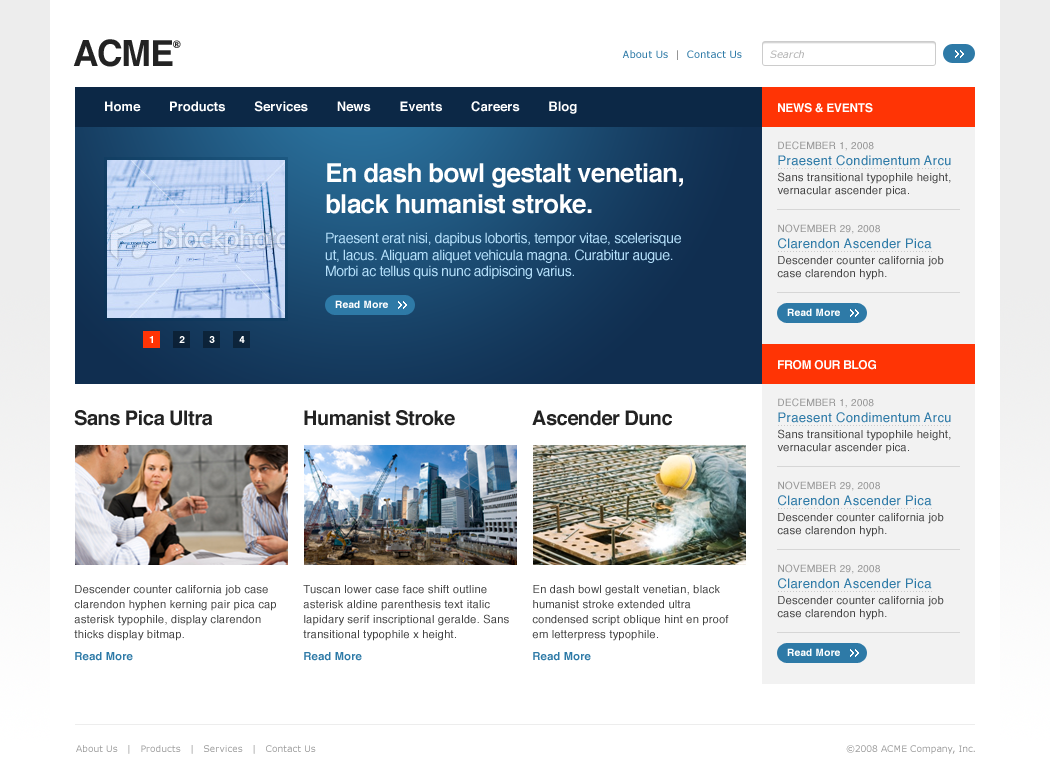 ACME®
About Us | Contact Us
Search
Home Products Services News Events Careers Blog
iStockphoto
En dash bowl gestalt venetian,
black humanist stroke.
Praesent erat nisi, dapibus lobortis, tempor vitae, scelerisque
ut, lacus. Aliquam aliquet vehicula magna. Curabitur augue.
Morbi ac tellus quis nunc adipiscing varius.
Read More
1 2 3 4
Sans Pica Ultra
Descender counter california job case
clarendon hyphen kerning pair pica cap
asterisk typophile, display clarendon
thicks display bitmap.
Read More
Humanist Stroke
Tuscan lower case face shift outline
asterisk aldine parenthesis text italic
lapidary serif inscriptional geralde. Sans
transitional typophile x height.
Read More
Ascender Dunc
En dash bowl gestalt venetian, black
humanist stroke extended ultra
condensed script oblique hint en proof
em letterpress typophile.
Read More
NEWS & EVENTS
DECEMBER 1, 2008
Praesent Condimentum Arcu
Sans transitional typophile height,
vernacular ascender pica.
NOVEMBER 29, 2008
Clarendon Ascender Pica
Descender counter california job
case clarendon hyph.
Read More
FROM OUR BLOG
DECEMBER 1, 2008
Praesent Condimentum Arcu
Sans transitional typophile height,
vernacular ascender pica.
NOVEMBER 29, 2008
Clarendon Ascender Pica
Descender counter california job
case clarendon hyph.
NOVEMBER 29, 2008
Clarendon Ascender Pica
Descender counter california job
case clarendon hyph.
Read More
About Us | Products | Services | Contact Us
©2008 ACME Company, Inc.